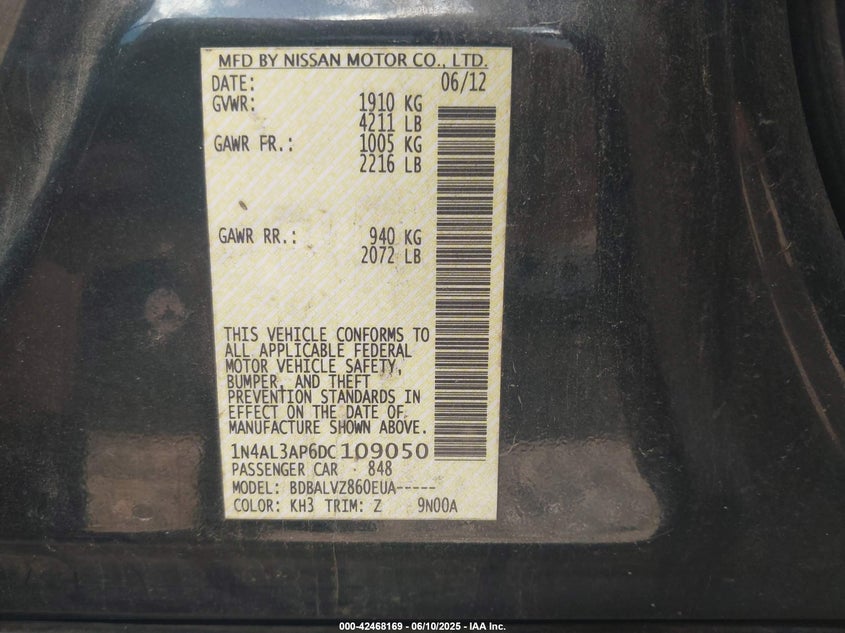 MFD BY NISSAN MOTOR CO., LTD.
DATE: 06/12
GVWR: 1910 KG
4211 LB
GAWR FR.: 1005 KG
2216 LB
GAWR RR.: 940 KG
2072 LB
THIS VEHICLE CONFORMS TO
ALL APPLICABLE FEDERAL
MOTOR VEHICLE SAFETY,
BUMPER, AND THEFT
PREVENTION STANDARDS IN
EFFECT ON THE DATE OF
MANUFACTURE SHOWN ABOVE.
1N4AL3AP6DC109050
PASSENGER CAR 848
MODEL: BDBALVZ860EUA-----
COLOR: KH3 TRIM: Z 9N00A
000-42468169 - 06/10/2025 - IAA Inc.